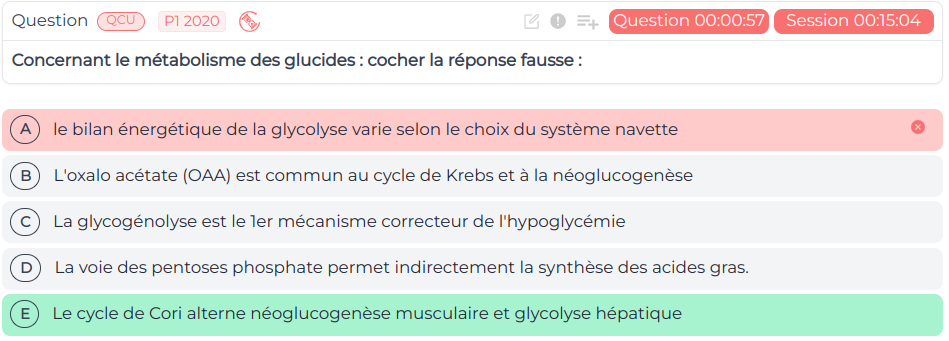 Question QCU P1 2020 Question 00:00:57 Session 00:15:04
Concernant le métabolisme des glucides : cocher la réponse fausse :
A le bilan énergétique de la glycolyse varie selon le choix du système navette
B L'oxalo acétate (OAA) est commun au cycle de Krebs et à la néoglucogenèse
C La glycogénolyse est le 1er mécanisme correcteur de l'hypoglycémie
D La voie des pentoses phosphate permet indirectement la synthèse des acides gras.
E Le cycle de Cori alterne néoglucogenèse musculaire et glycolyse hépatique